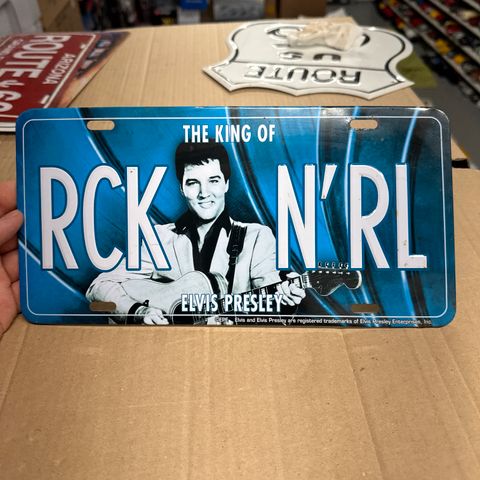 THE KING OF
RCK N'RL
ELVIS PRESLEY
Elvis and Elvis Presley are registered trademarks of Elvis Presley Enterprises, Inc.
ARIZONA
ROUTE
ROUTE
US